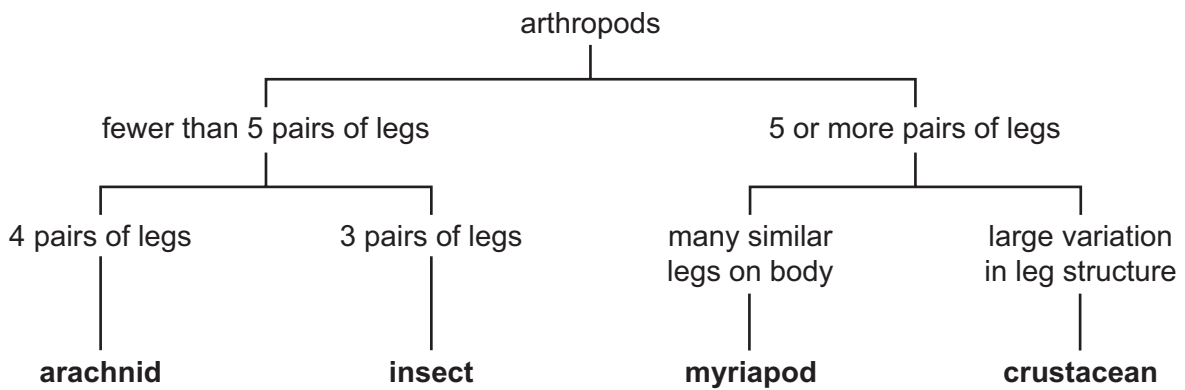 arthropods
fewer than 5 pairs of legs
5 or more pairs of legs
4 pairs of legs
3 pairs of legs
many similar
legs on body
large variation
in leg structure
arachnid
insect
myriapod
crustacean